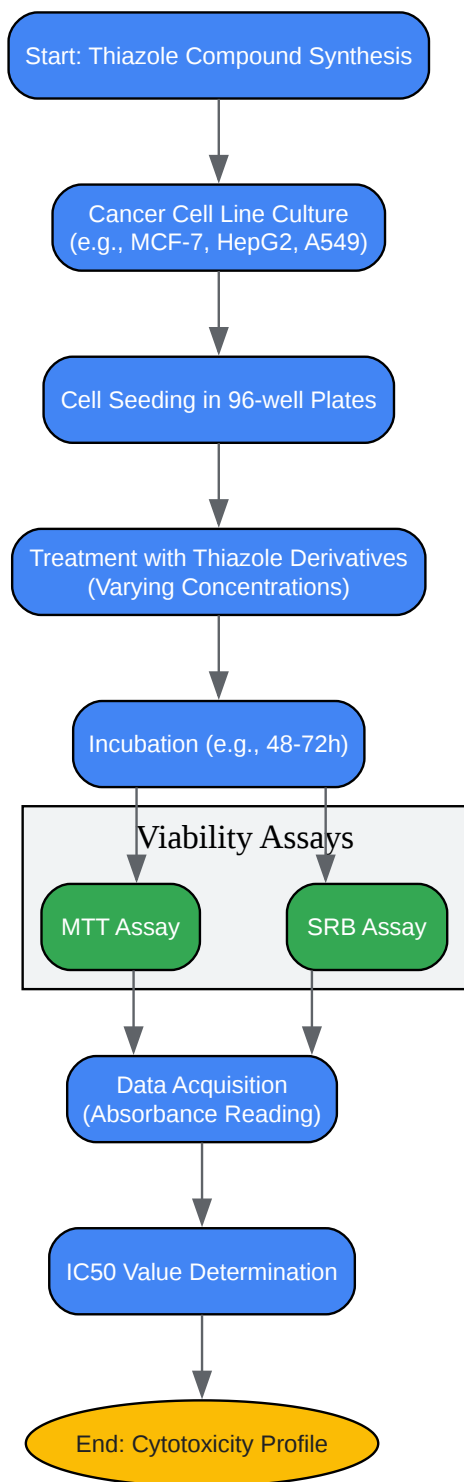 Start: Thiazole Compound Synthesis
Cancer Cell Line Culture
(e.g., MCF-7, HepG2, A549)
Cell Seeding in 96-well Plates
Treatment with Thiazole Derivatives
(Varying Concentrations)
Incubation (e.g., 48-72h)
Viability Assays
MTT Assay
SRB Assay
Data Acquisition
(Absorbance Reading)
IC50 Value Determination
End: Cytotoxicity Profile